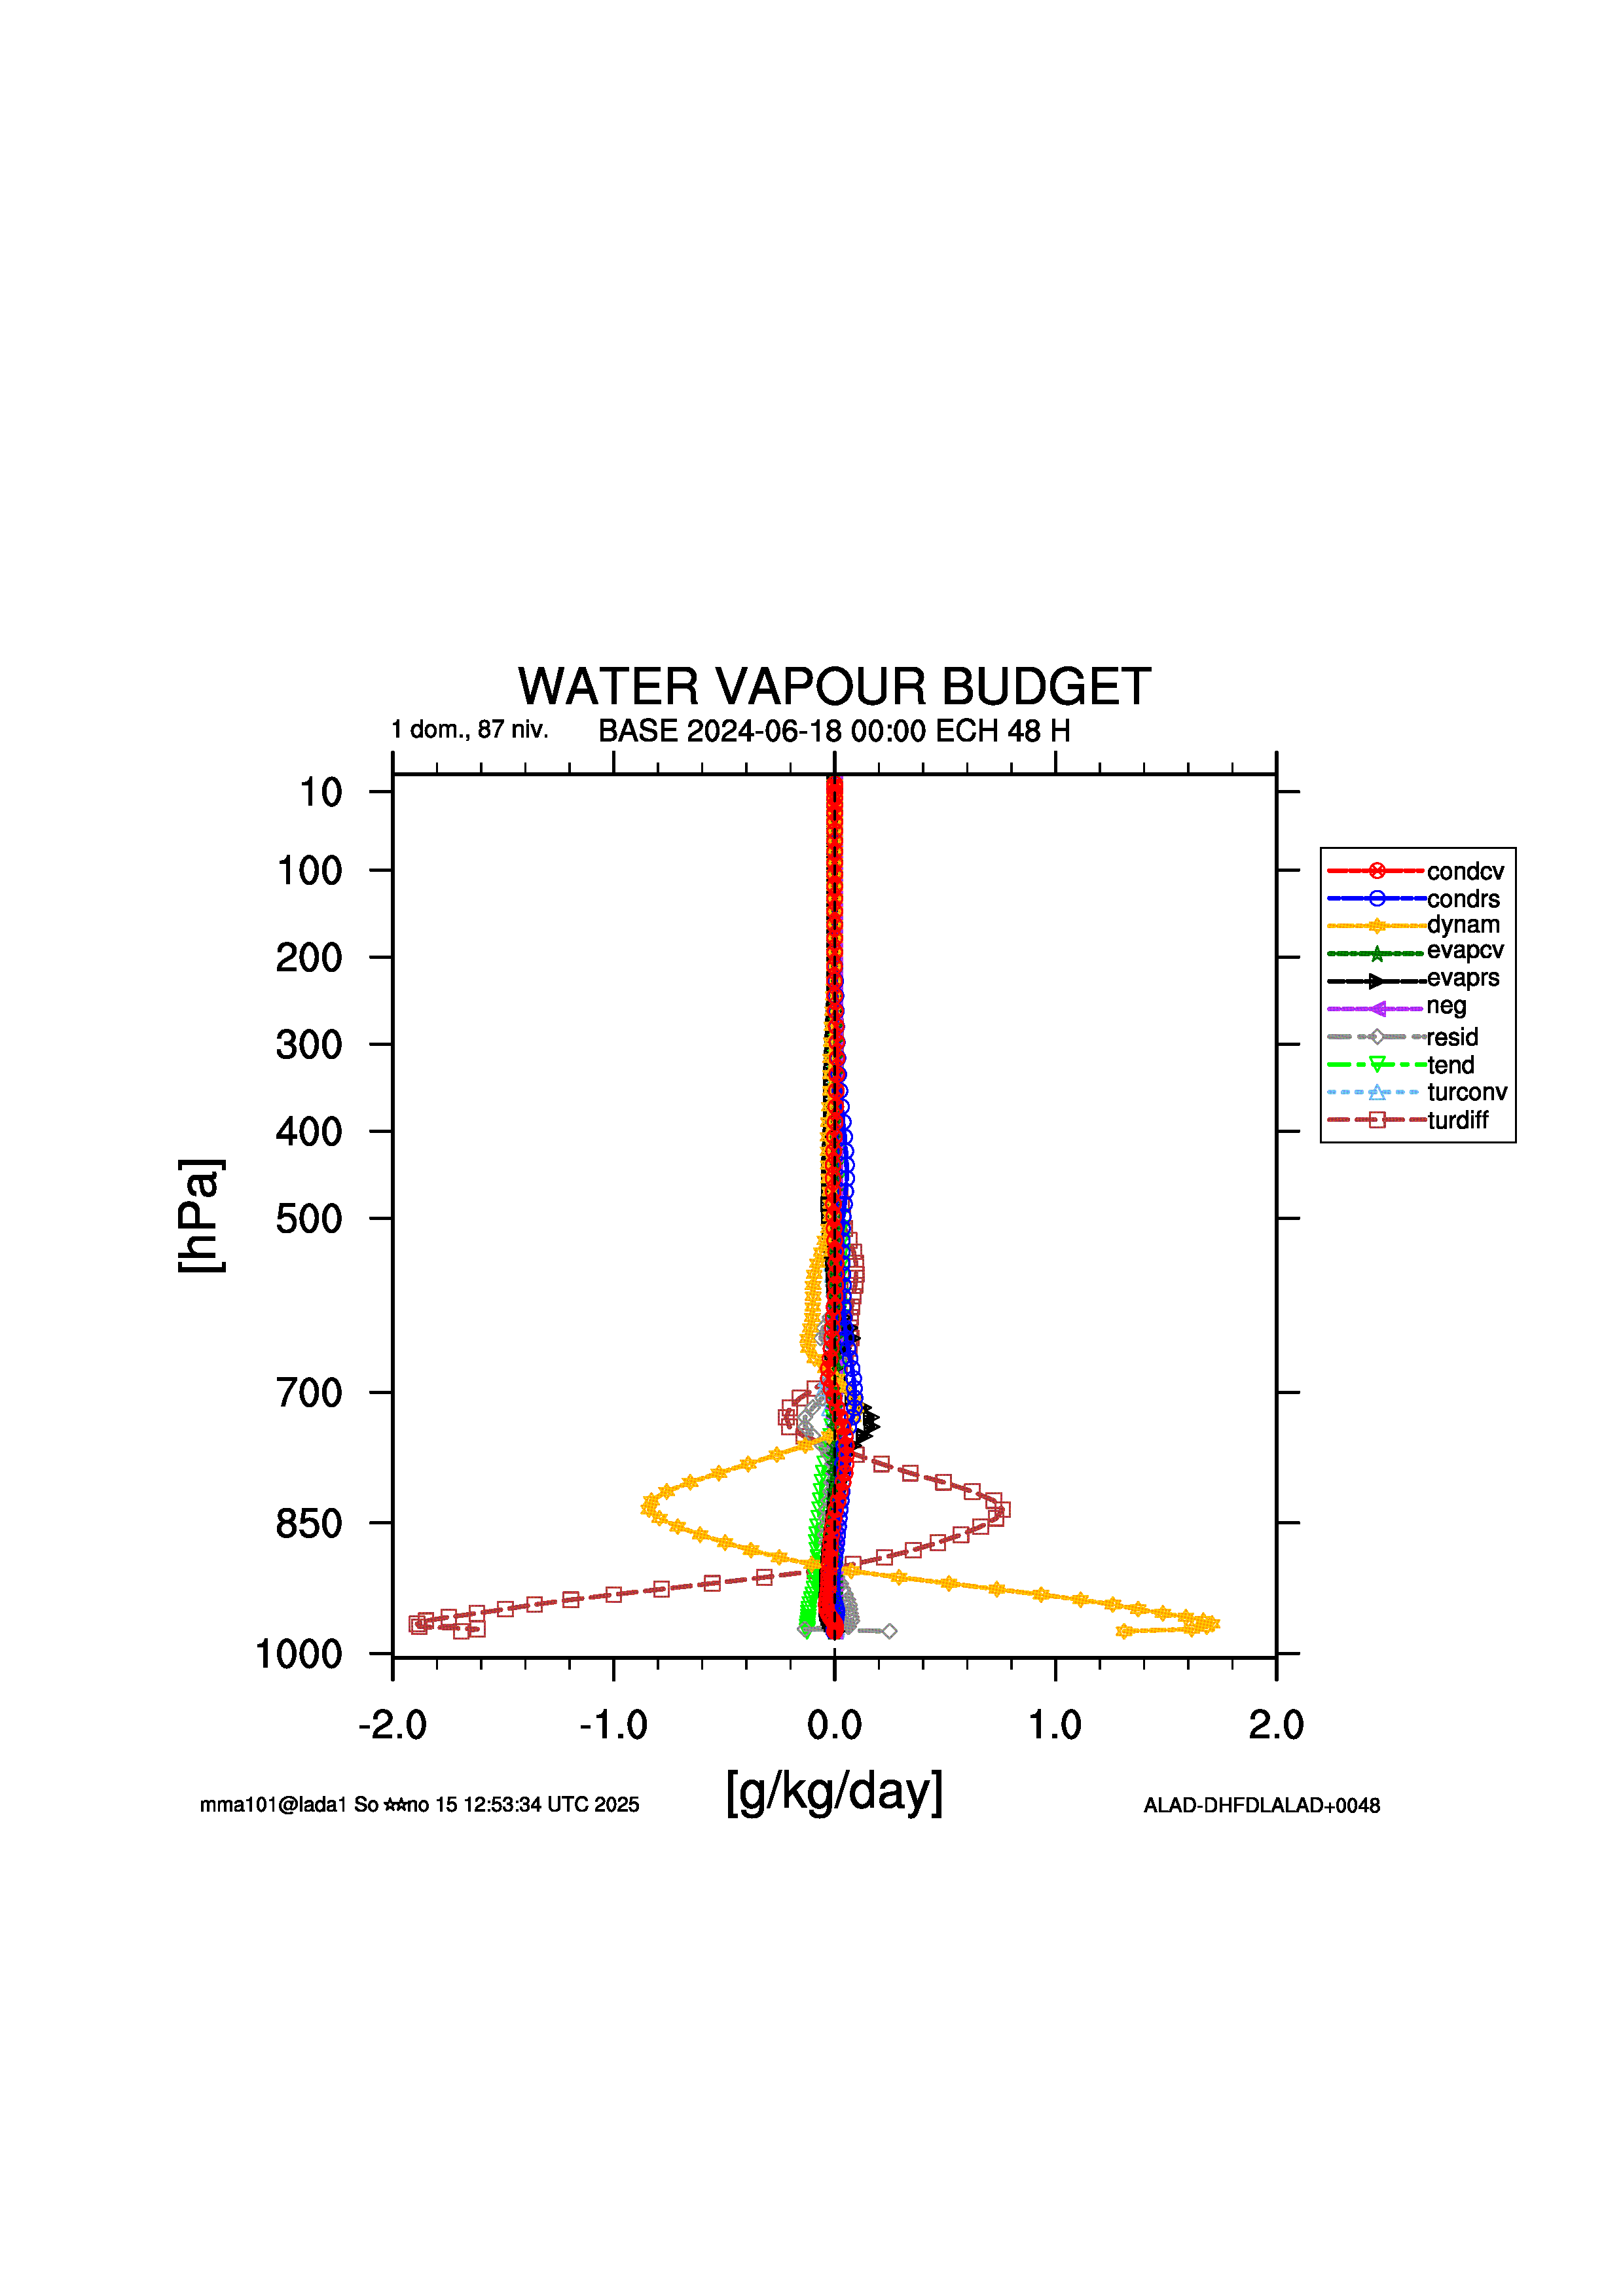 WATER VAPOUR BUDGET
1 dom., 87 niv.
BASE 2024-06-18 00:00 ECH 48 H
10
100
200
300
400
500
700
850
1000
[hPa]
-2.0 -1.0 0.0 1.0 2.0
[g/kg/day]
condcv
condrs
dynam
evapcv
evaprs
neg
resid
tend
turconv
turdiff
mma101@lada1 So ☆☆no 15 12:53:34 UTC 2025
ALAD-DHFDLALAD+0048